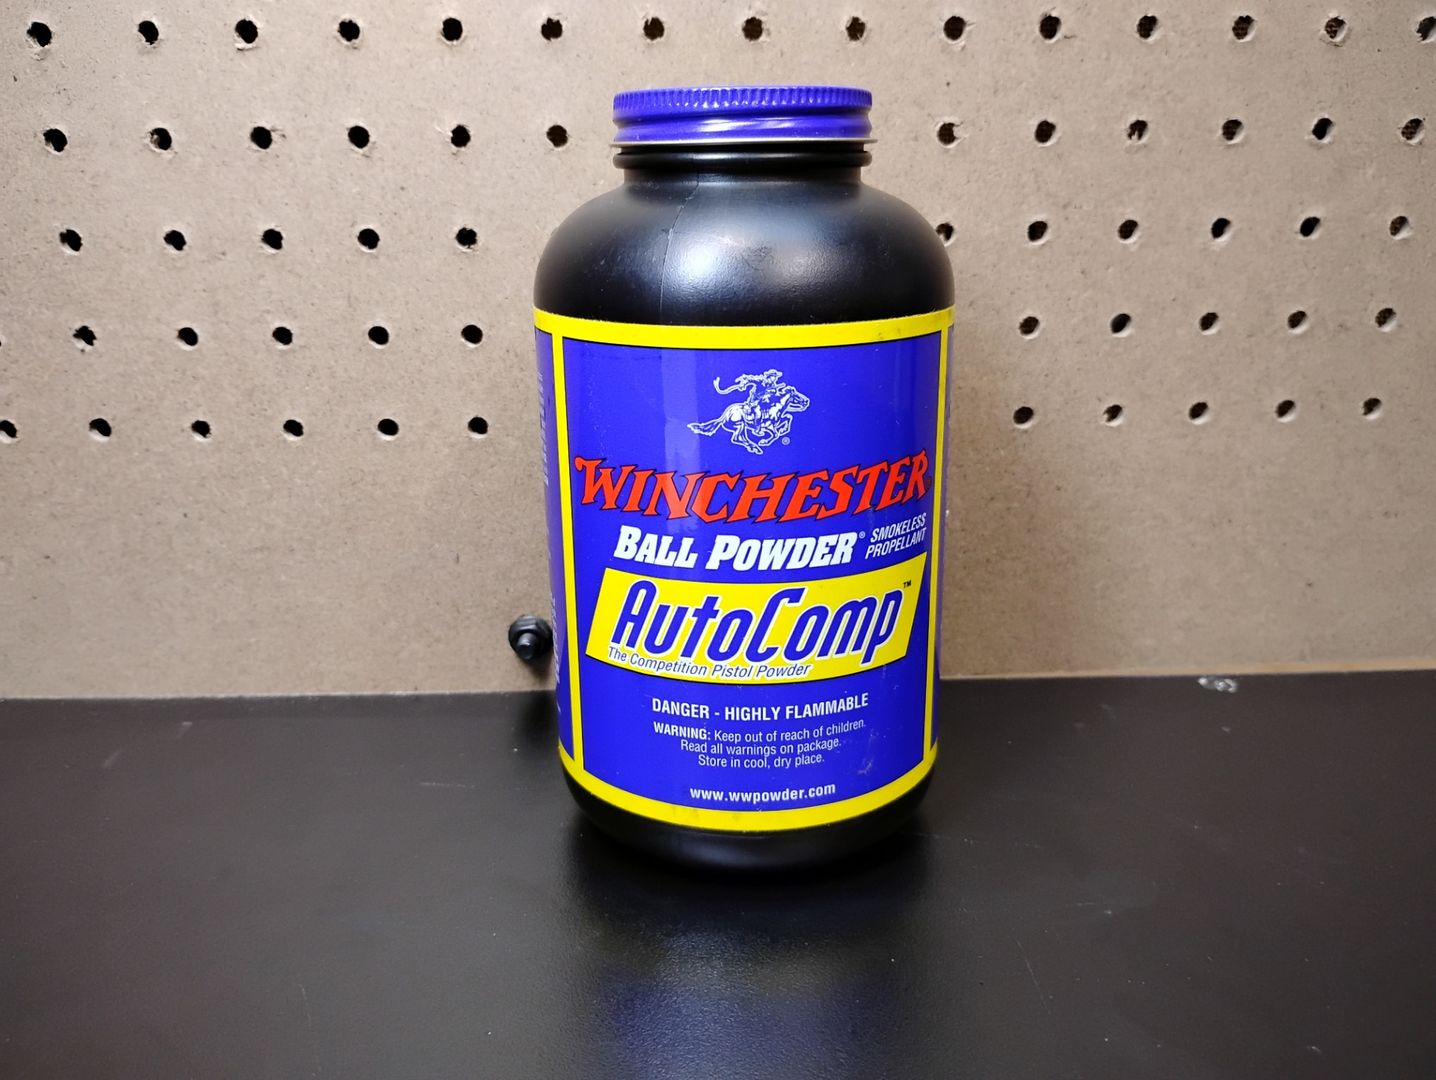 ®
WINCHESTER®
BALL POWDER® SMOKELESS
PROPELLANT
AutoComp™
The Competition Pistol Powder
DANGER - HIGHLY FLAMMABLE
WARNING: Keep out of reach of children.
Read all warnings on package.
Store in cool, dry place.
www.wwpowder.com